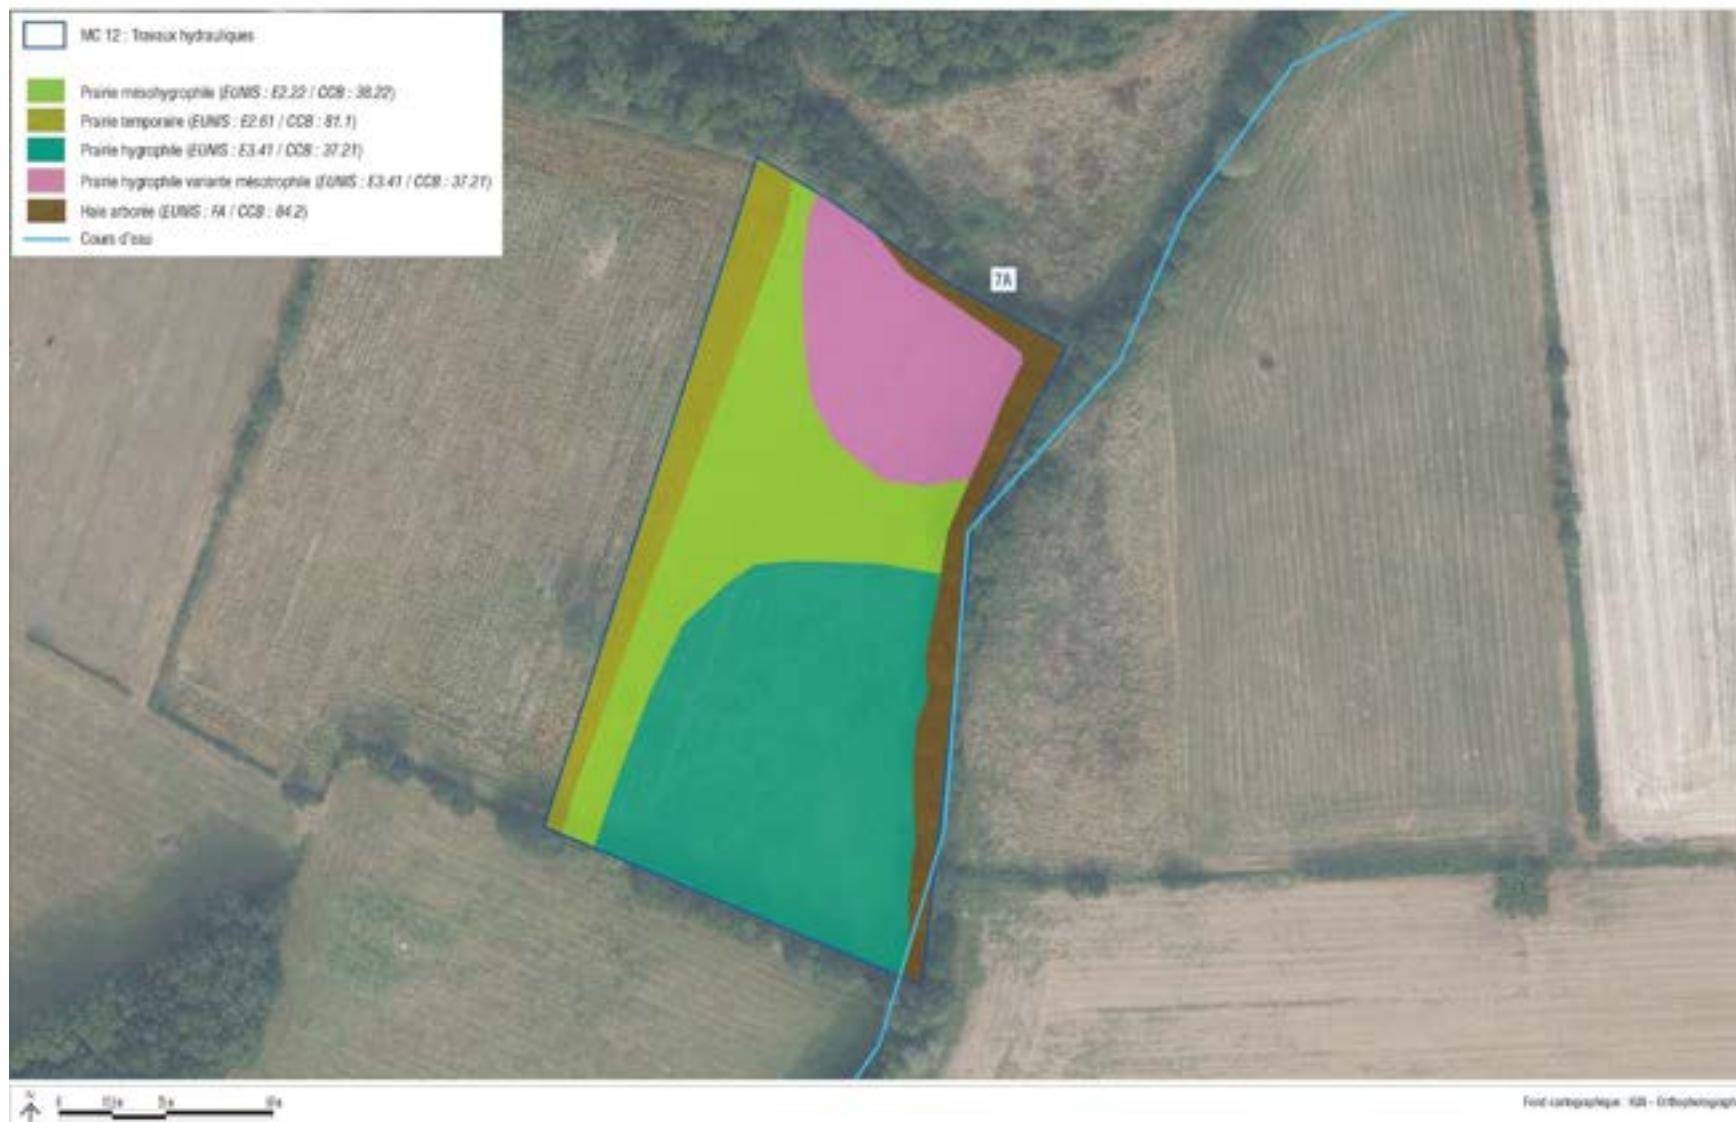 MC 12 : Travaux hydrauliques
Prairie mésohygrophile (EUNIS : E2.22 / CCB : 38.22)
Prairie temporaire (EUNIS : E2.61 / CCB : 81.1)
Prairie hygrophile (EUNIS : E3.41 / CCB : 37.21)
Prairie hygrophile variante mésotrophile (EUNIS : E3.41 / CCB : 37.21)
Haie arborée (EUNIS : FA / CCB : 84.2)
Cours d'eau
7A
N
0
Fond cartographique : IGN - Orthophotograph